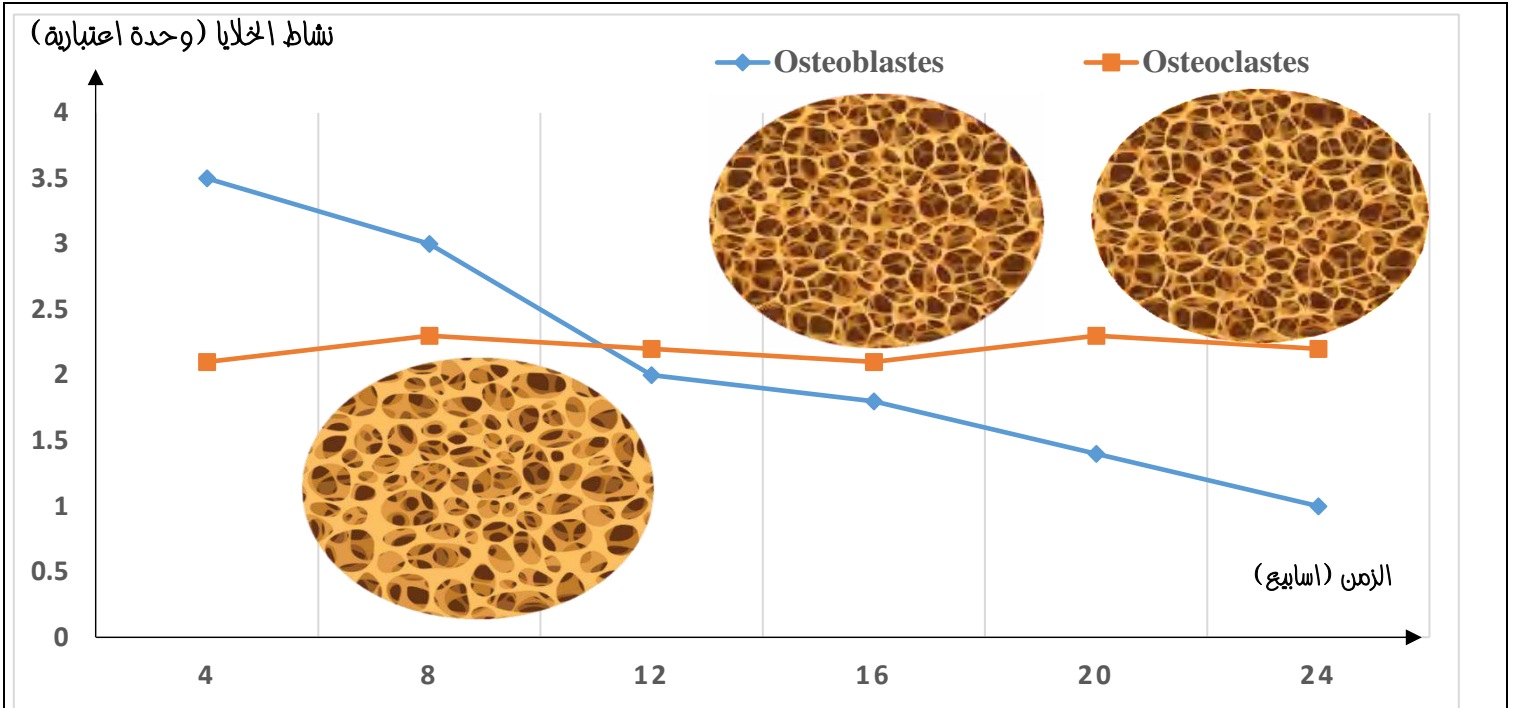 نشاط الخلايا (وحدة اعتبارية)
Osteoblastes
Osteoclastes
4
3.5
3
2.5
2
1.5
1
0.5
0
الزمن (اسابيع)
4 8 12 16 20 24